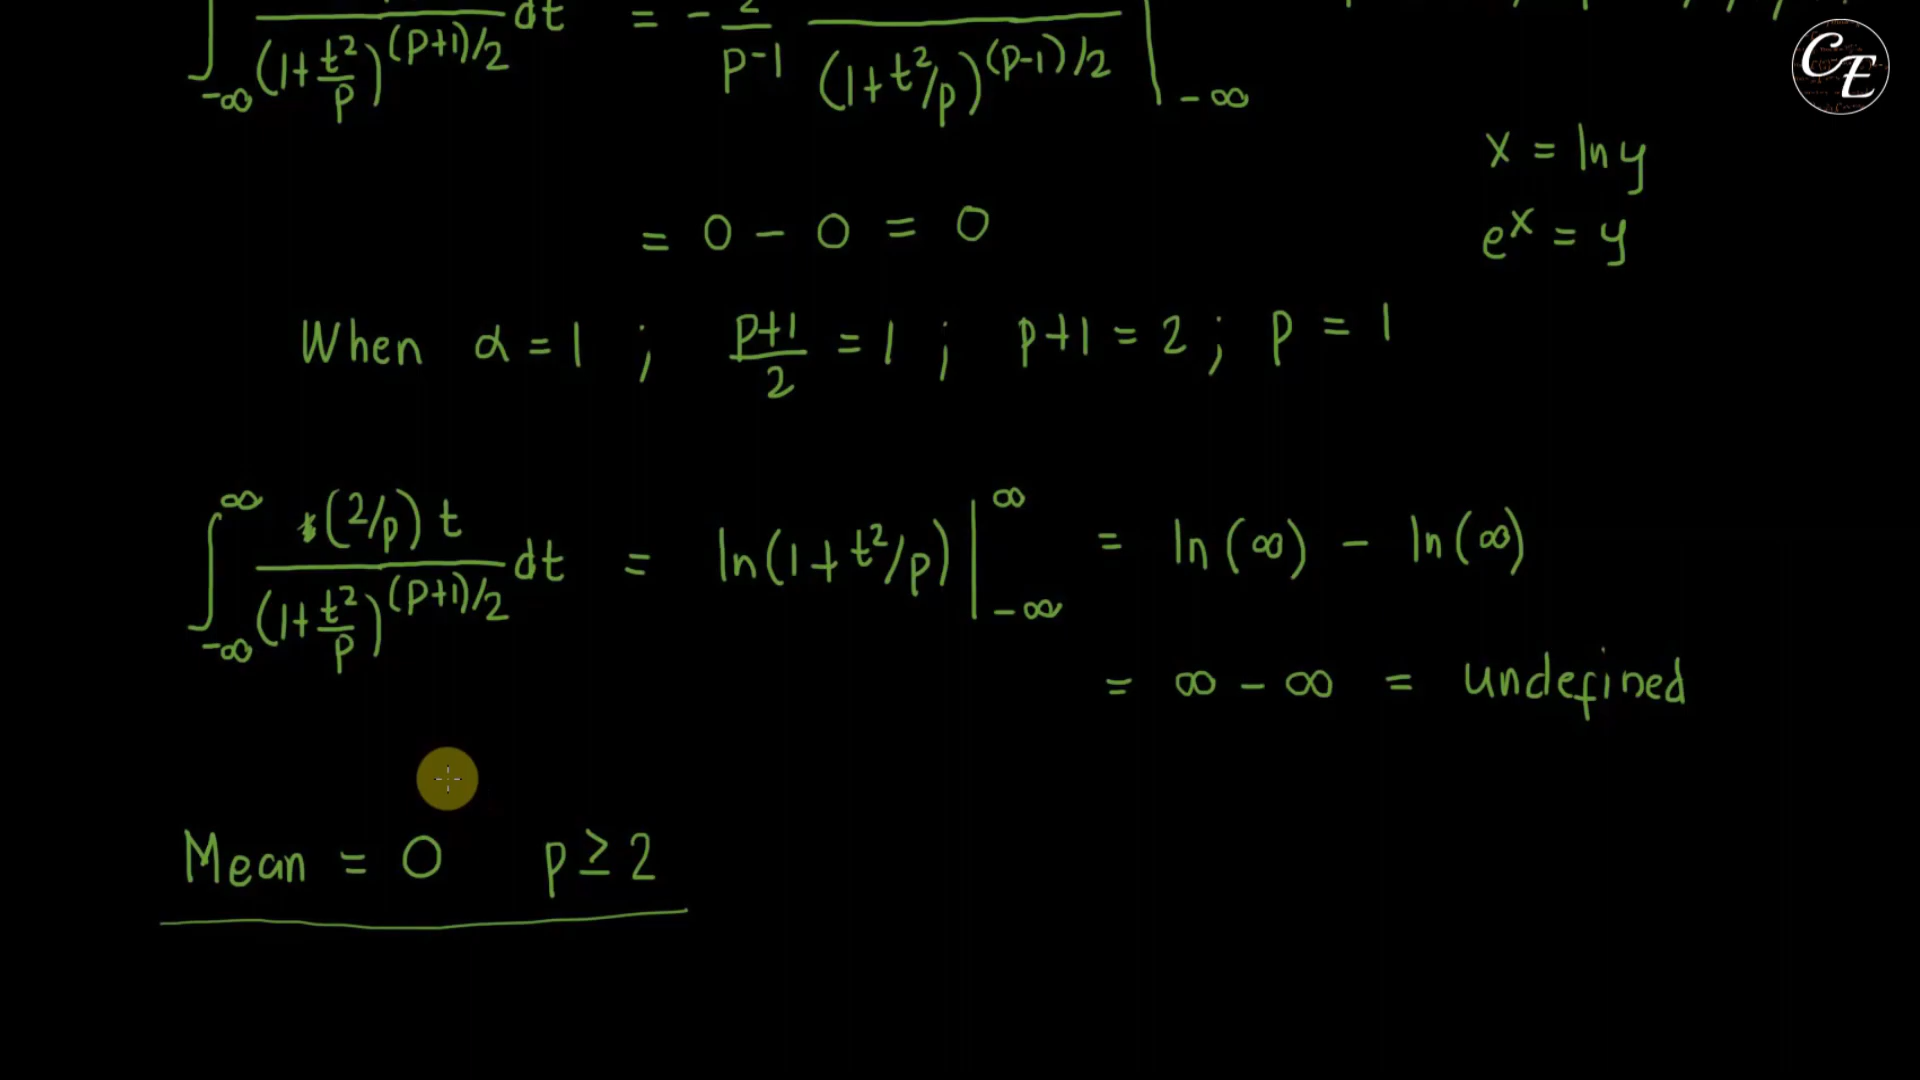 ∫_{-∞} ───/(1+t²/p)^{(p+1)/2} dt = - 2/(p-1) ───/(1+t²/p)^{(p-1)/2} |_{-∞}
CE
x = ln y
= 0 - 0 = 0
e^x = y
When α = 1 ; (p+1)/2 = 1 ; p+1 = 2 ; p = 1
∫_{-∞}^{∞} (2/p) t/(1+t²/p)^{(p+1)/2} dt = ln(1+t²/p) |_{-∞}^{∞} = ln(∞) - ln(∞)
= ∞ - ∞ = undefined
Mean = 0 p ≥ 2